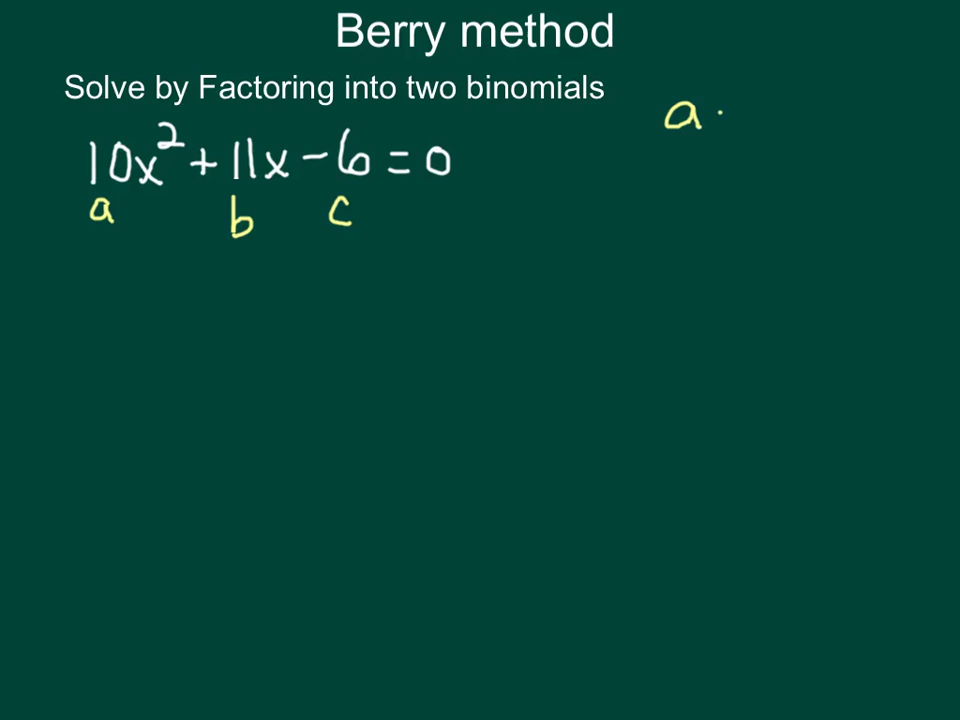 Berry method
Solve by Factoring into two binomials
a ·
10x² + 11x - 6 = 0
a b c